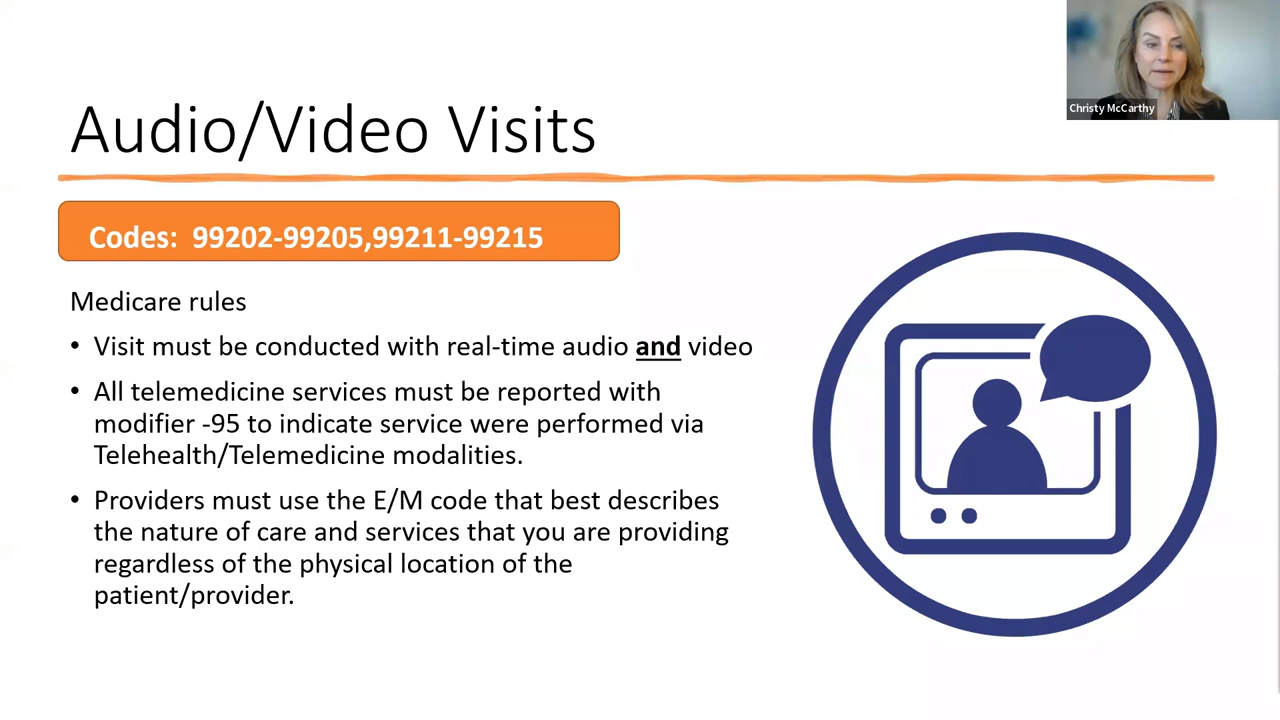 Christy McCarthy
Audio/Video Visits
Codes:  99202-99205,99211-99215
Medicare rules
• Visit must be conducted with real-time audio and video
• All telemedicine services must be reported with
modifier -95 to indicate service were performed via
Telehealth/Telemedicine modalities.
• Providers must use the E/M code that best describes
the nature of care and services that you are providing
regardless of the physical location of the
patient/provider.